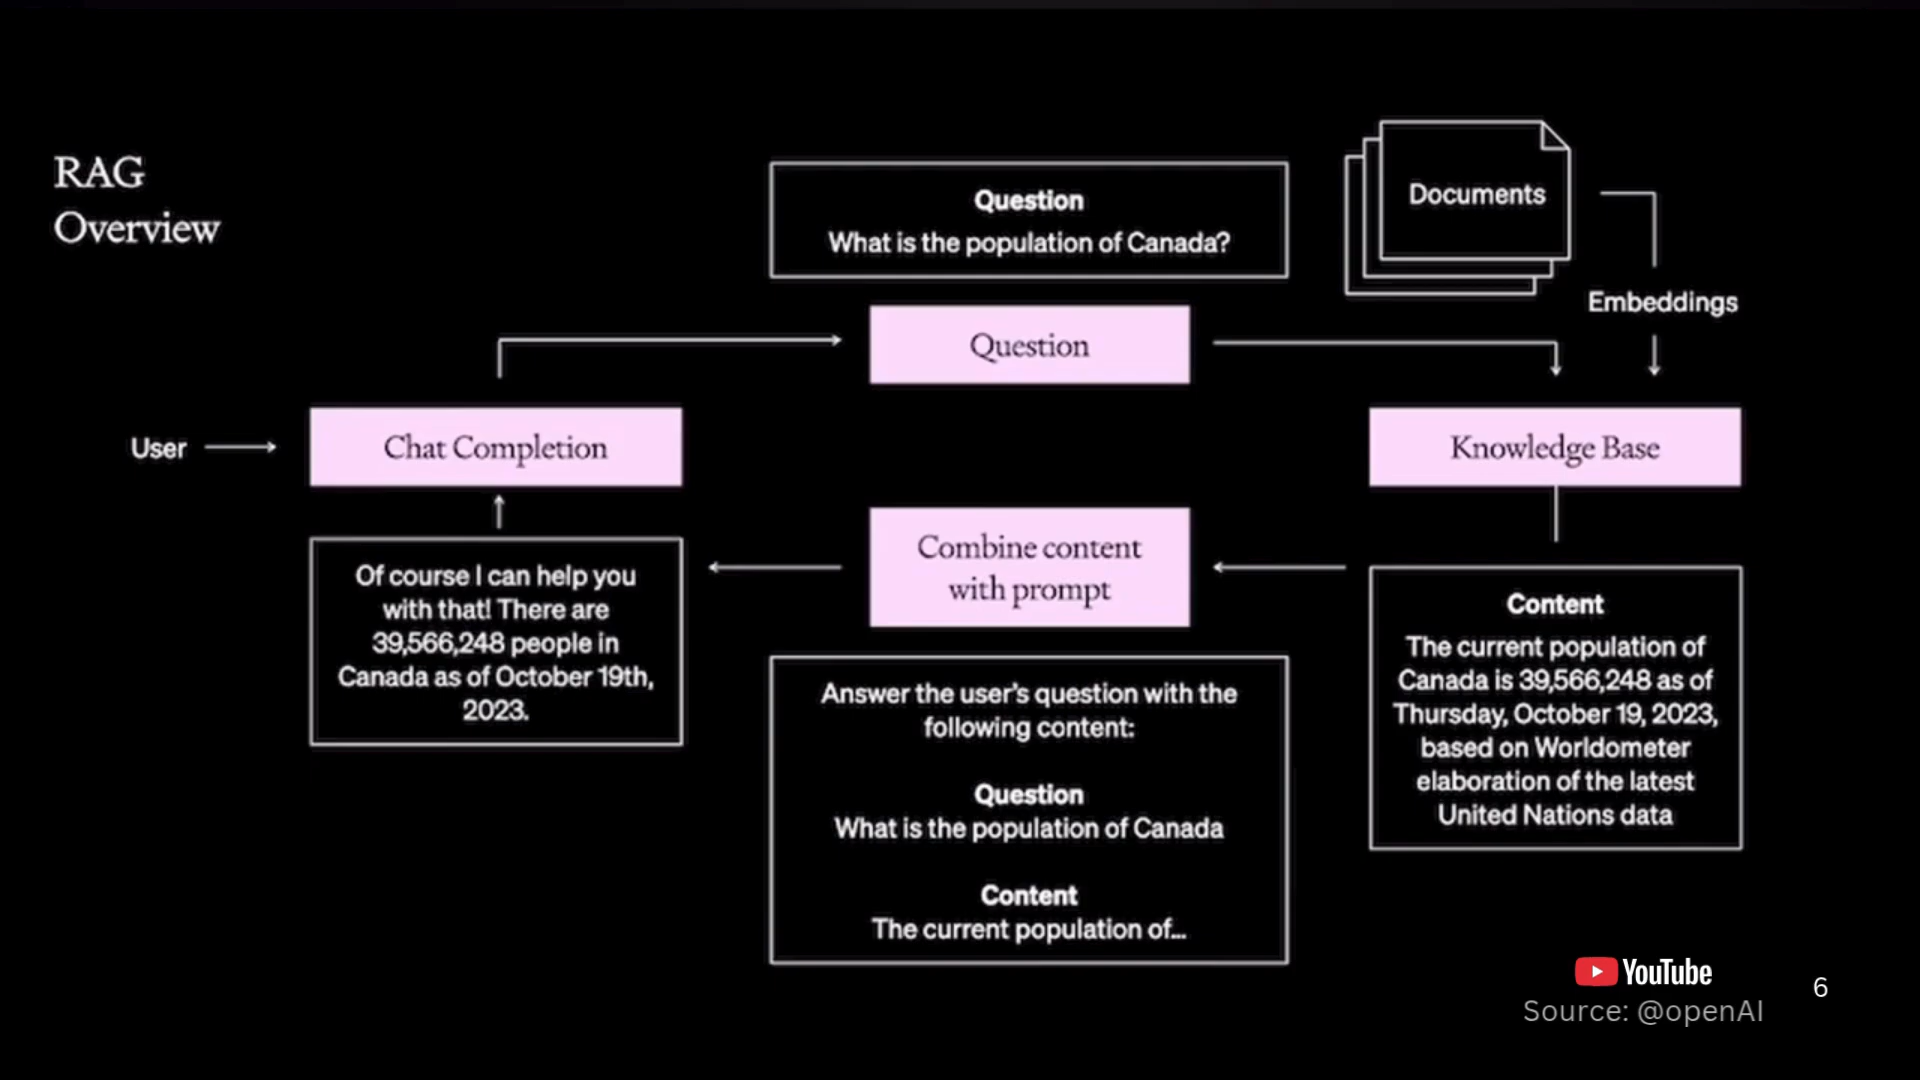 RAG
Overview
Question
What is the population of Canada?
Documents
Embeddings
Question
User
Chat Completion
Knowledge Base
Combine content
with prompt
Of course I can help you
with that! There are
39,566,248 people in
Canada as of October 19th,
2023.
Answer the user's question with the
following content:
Question
What is the population of Canada
Content
The current population of...
Content
The current population of
Canada is 39,566,248 as of
Thursday, October 19, 2023,
based on Worldometer
elaboration of the latest
United Nations data
YouTube
Source: @openAI
6